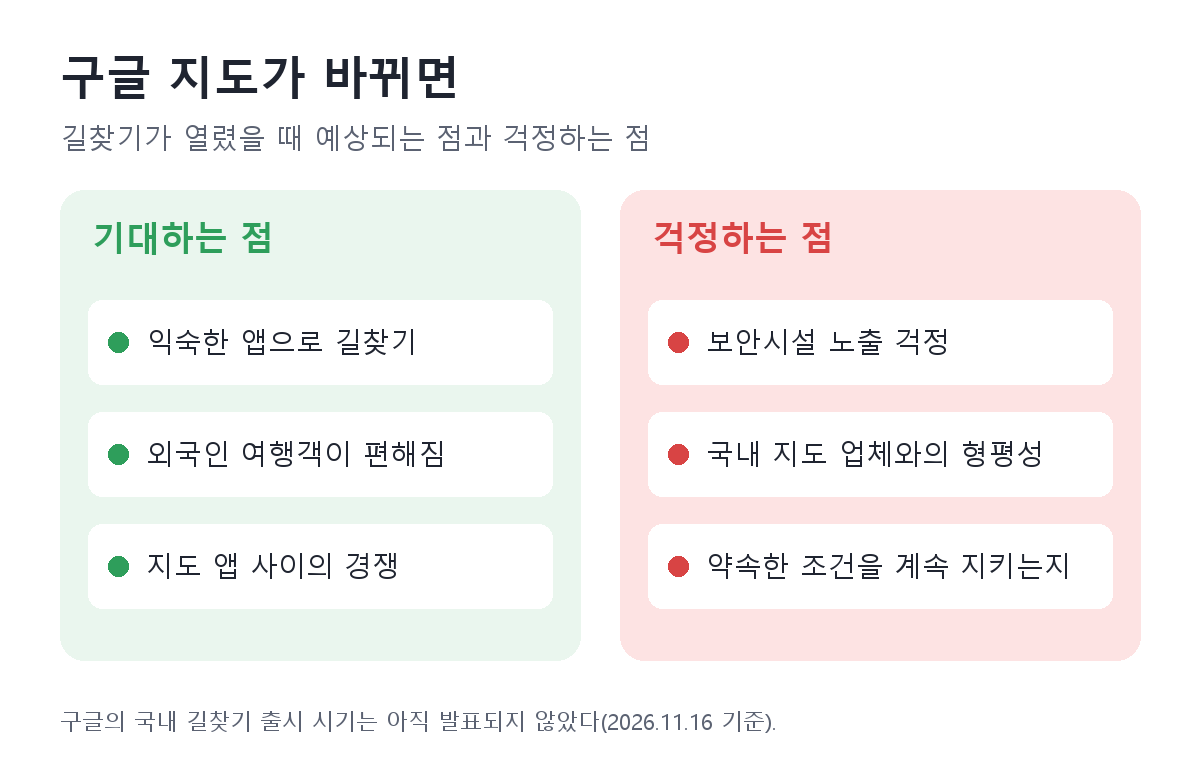 구글 지도가 바뀌면
길찾기가 열렸을 때 예상되는 점과 걱정하는 점
기대하는 점
익숙한 앱으로 길찾기
외국인 여행객이 편해짐
지도 앱 사이의 경쟁
걱정하는 점
보안시설 노출 걱정
국내 지도 업체와의 형평성
약속한 조건을 계속 지키는지
구글의 국내 길찾기 출시 시기는 아직 발표되지 않았다(2026.11.16 기준).